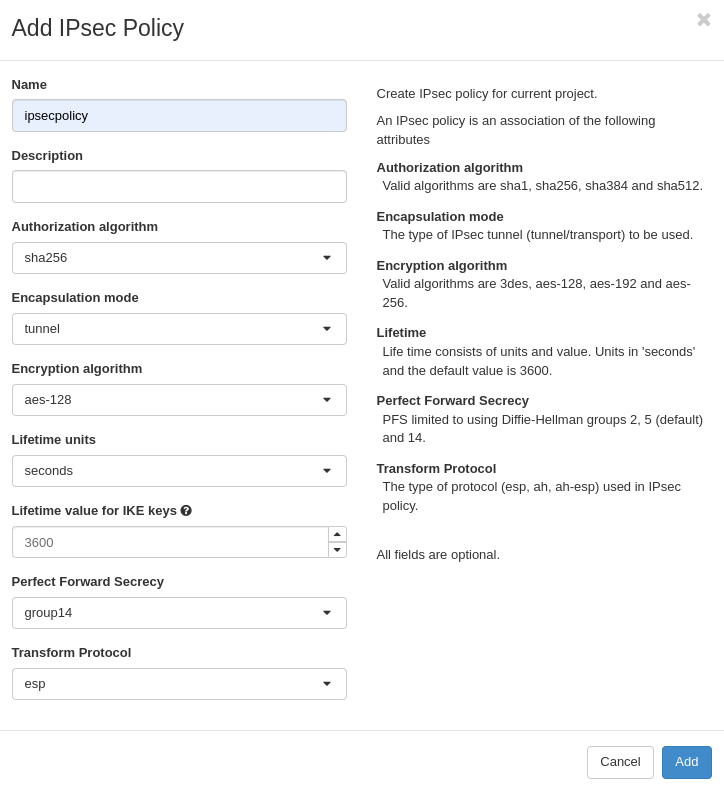 Add IPsec Policy
Name
ipsecpolicy
Description
Authorization algorithm
sha256
Encapsulation mode
tunnel
Encryption algorithm
aes-128
Lifetime units
seconds
Lifetime value for IKE keys
3600
Perfect Forward Secrecy
group14
Transform Protocol
esp
Create IPsec policy for current project.
An IPsec policy is an association of the following
attributes
Authorization algorithm
Valid algorithms are sha1, sha256, sha384 and sha512.
Encapsulation mode
The type of IPsec tunnel (tunnel/transport) to be used.
Encryption algorithm
Valid algorithms are 3des, aes-128, aes-192 and aes-
256.
Lifetime
Life time consists of units and value. Units in 'seconds'
and the default value is 3600.
Perfect Forward Secrecy
PFS limited to using Diffie-Hellman groups 2, 5 (default)
and 14.
Transform Protocol
The type of protocol (esp, ah, ah-esp) used in IPsec
policy.
All fields are optional.
Cancel
Add